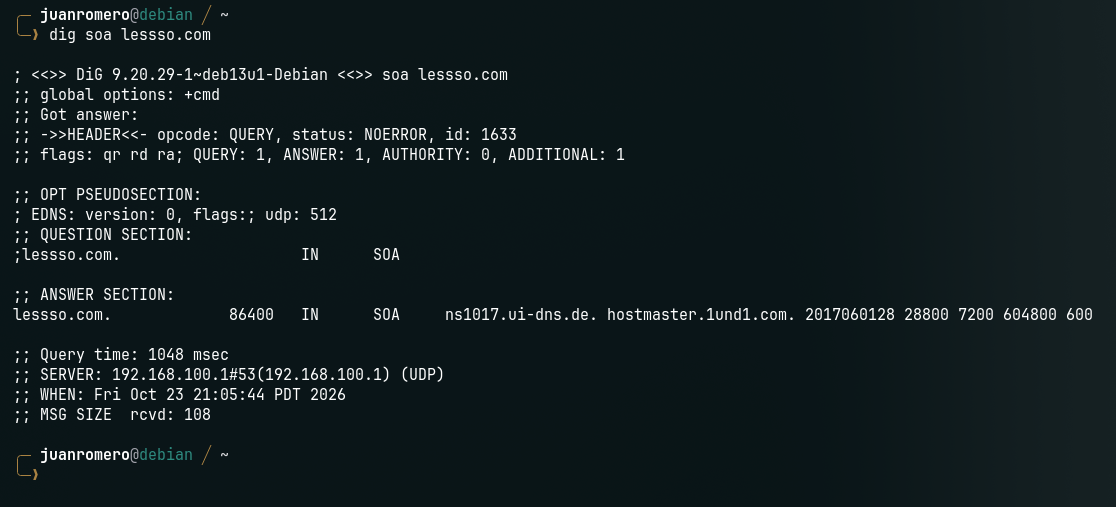 juanromero@debian / ~
dig soa lessso.com
; <<>> DiG 9.20.29-1~deb13u1-Debian <<>> soa lessso.com
;; global options: +cmd
;; Got answer:
;; ->>HEADER<<- opcode: QUERY, status: NOERROR, id: 1633
;; flags: qr rd ra; QUERY: 1, ANSWER: 1, AUTHORITY: 0, ADDITIONAL: 1
;; OPT PSEUDOSECTION:
; EDNS: version: 0, flags:; udp: 512
;; QUESTION SECTION:
;lessso.com. IN SOA
;; ANSWER SECTION:
lessso.com. 86400 IN SOA ns1017.ui-dns.de. hostmaster.1und1.com. 2017060128 28800 7200 604800 600
;; Query time: 1048 msec
;; SERVER: 192.168.100.1#53(192.168.100.1) (UDP)
;; WHEN: Fri Oct 23 21:05:44 PDT 2026
;; MSG SIZE rcvd: 108
juanromero@debian / ~